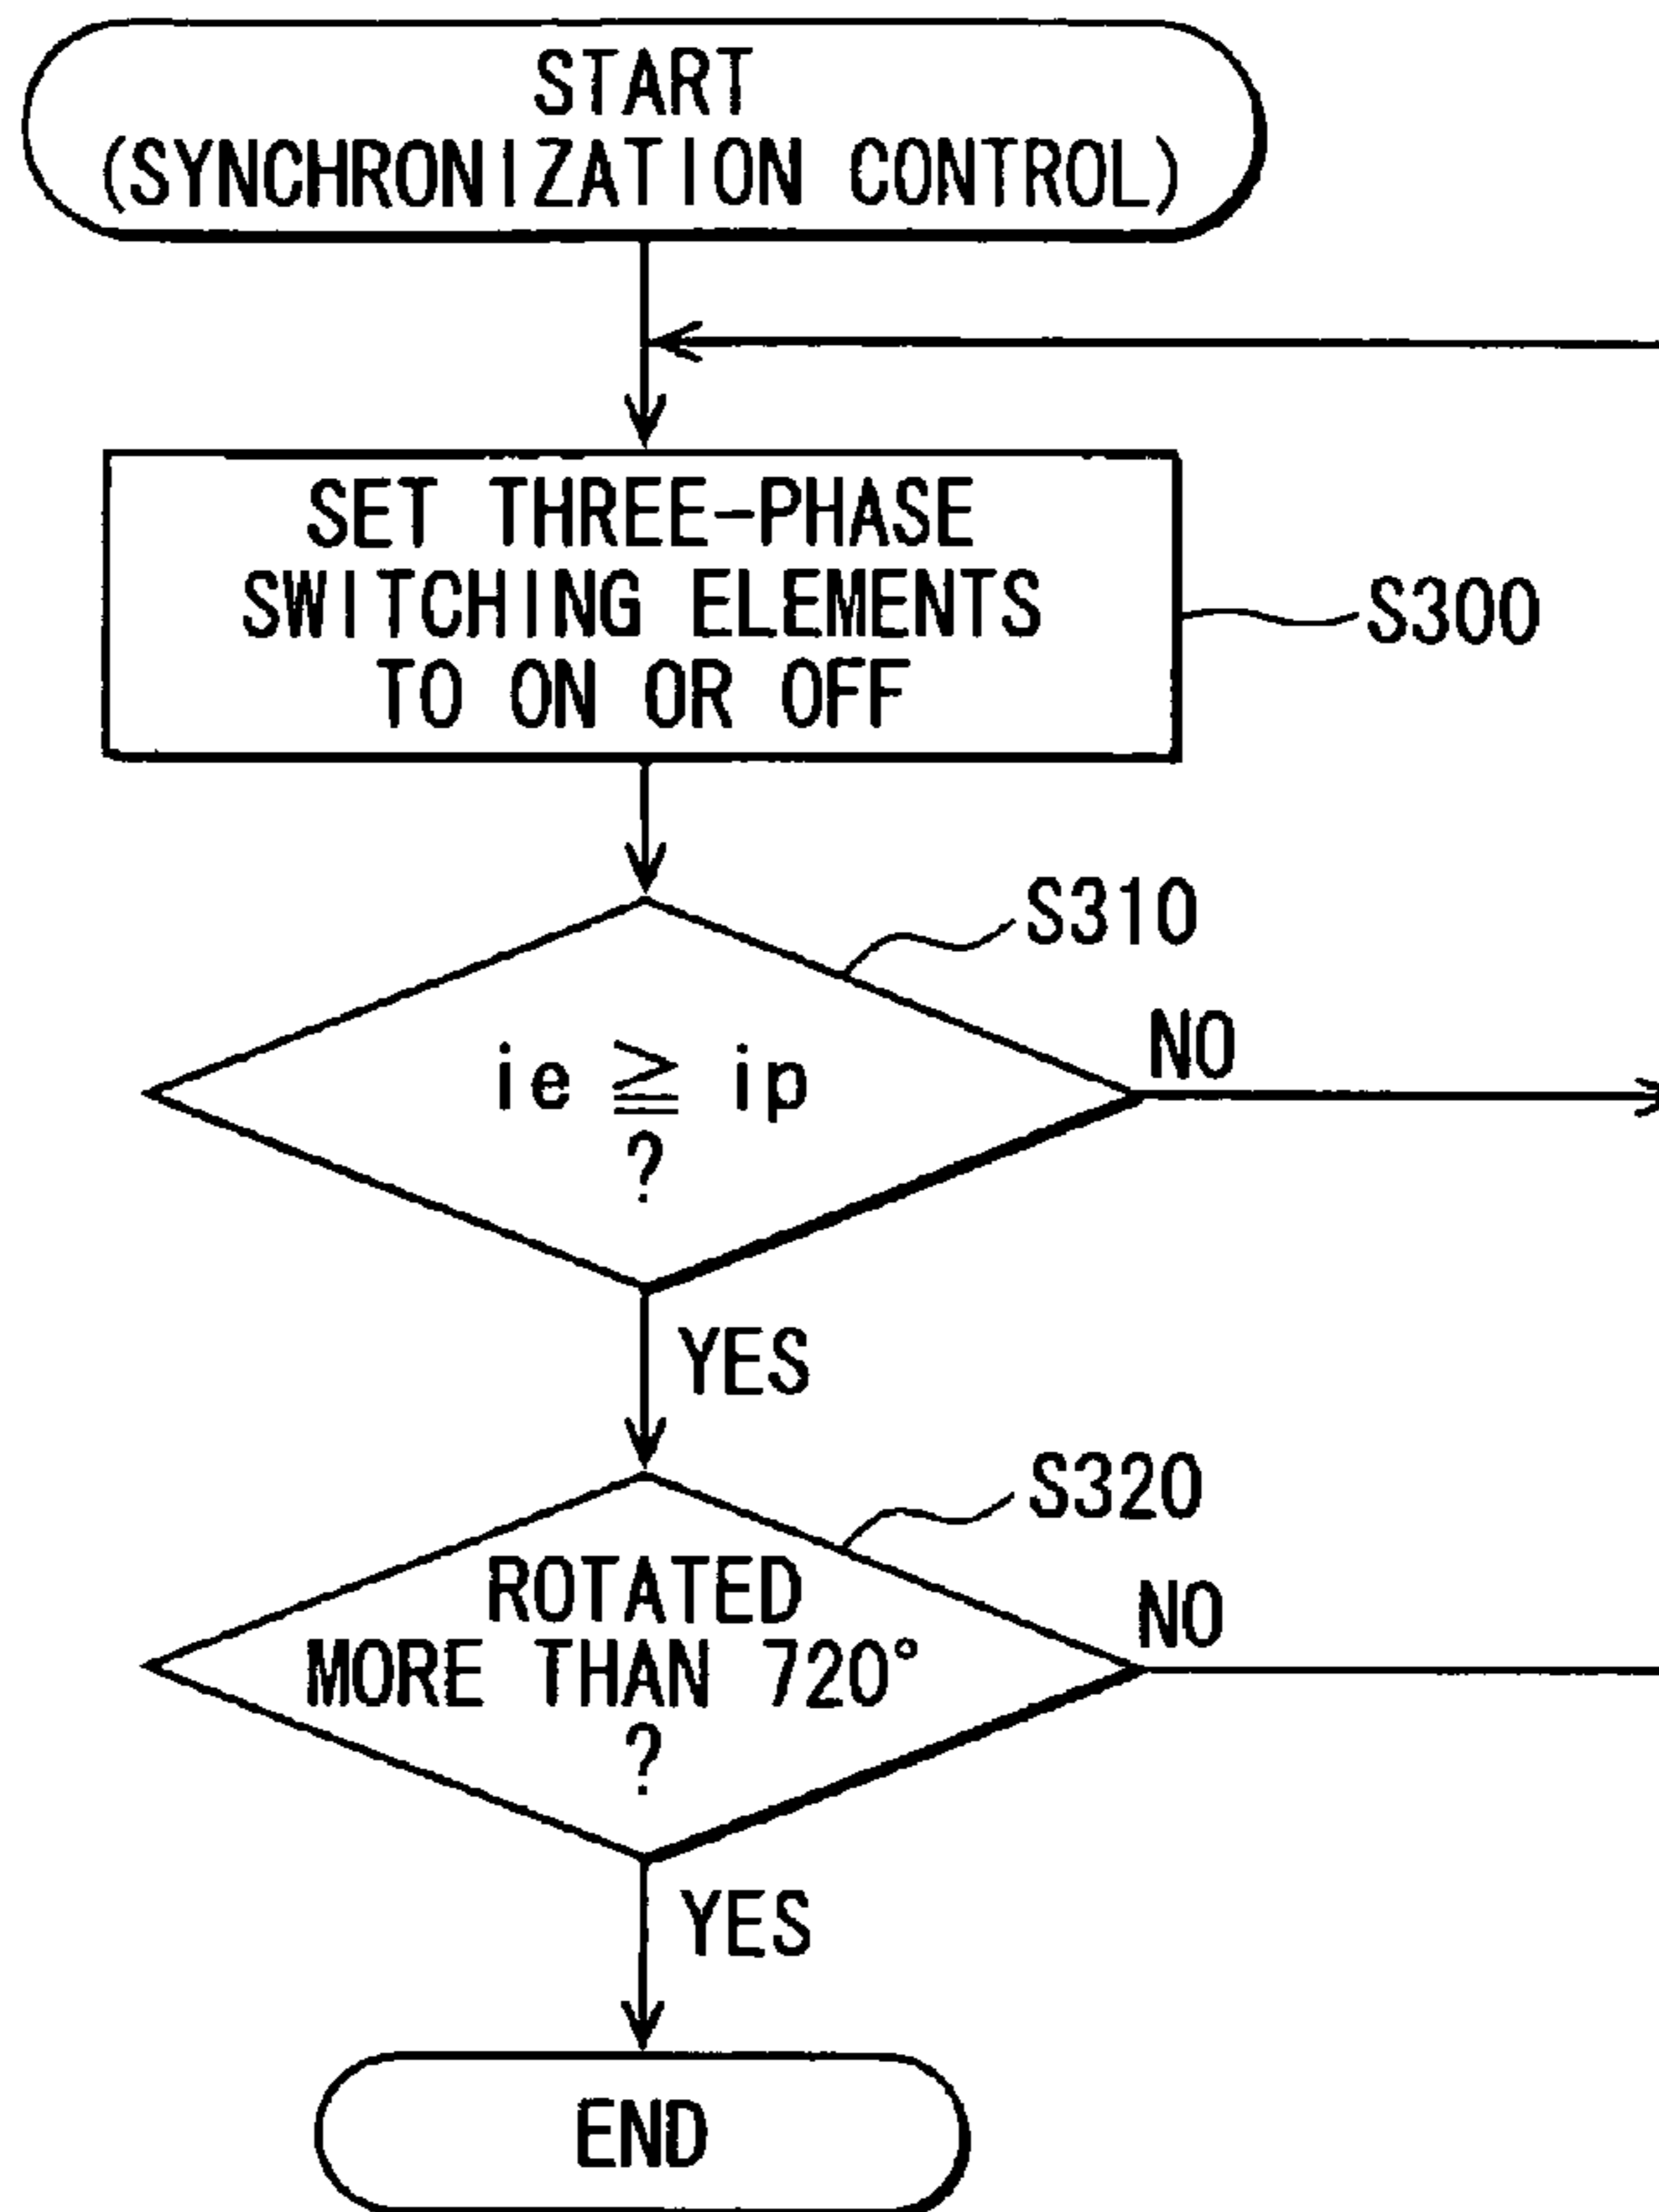 START
(SYNCHRONIZATION CONTROL)
SET THREE-PHASE
SWITCHING ELEMENTS
TO ON OR OFF
S300
S310
ie ≧ ip
?
NO
YES
S320
ROTATED
MORE THAN 720°
?
NO
YES
END